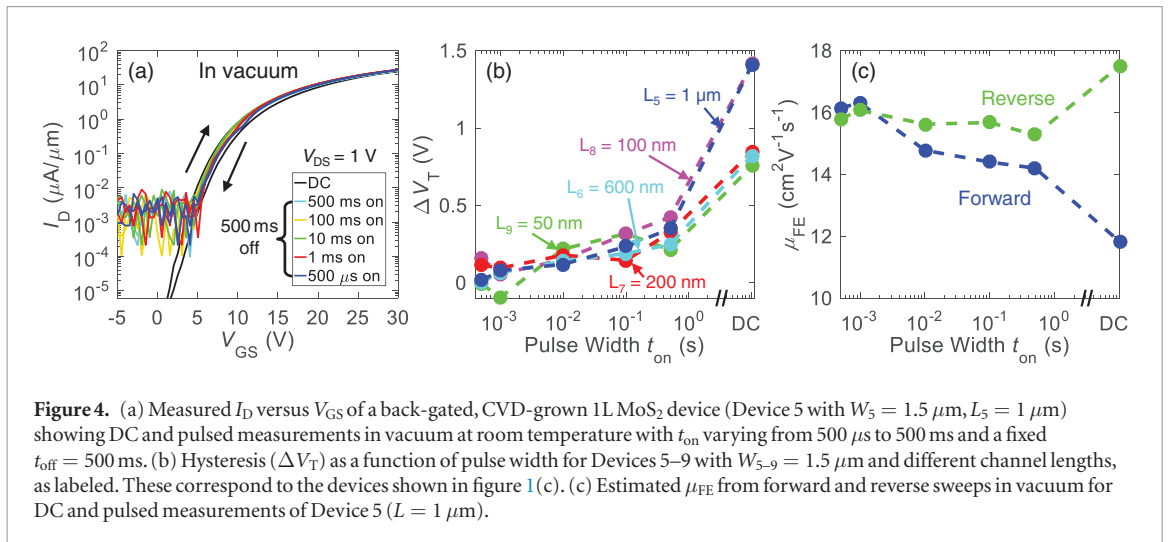 (a) In vacuum
10²
10¹
10⁰
10⁻¹
10⁻²
10⁻³
10⁻⁴
10⁻⁵
I_D (μA/μm)
V_DS = 1 V
DC
500 ms on
100 ms on
10 ms on
1 ms on
500 μs on
500 ms
off
-5 0 5 10 15 20 25 30
V_GS (V)
(b)
1.5
1
0.5
0
Δ V_T (V)
L₅ = 1 μm
L₈ = 100 nm
L₆ = 600 nm
L₉ = 50 nm
L₇ = 200 nm
10⁻³ 10⁻² 10⁻¹ 10⁰ DC
Pulse Width t_on (s)
(c)
18
16
14
12
10
μ_FE (cm²V⁻¹s⁻¹)
Reverse
Forward
10⁻³ 10⁻² 10⁻¹ 10⁰ DC
Pulse Width t_on (s)
Figure 4. (a) Measured I_D versus V_GS of a back-gated, CVD-grown 1L MoS₂ device (Device 5 with W₅ = 1.5 μm, L₅ = 1 μm)
showing DC and pulsed measurements in vacuum at room temperature with t_on varying from 500 μs to 500 ms and a fixed
t_off = 500 ms. (b) Hysteresis (ΔV_T) as a function of pulse width for Devices 5–9 with W₅₋₉ = 1.5 μm and different channel lengths,
as labeled. These correspond to the devices shown in figure 1(c). (c) Estimated μ_FE from forward and reverse sweeps in vacuum for
DC and pulsed measurements of Device 5 (L = 1 μm).